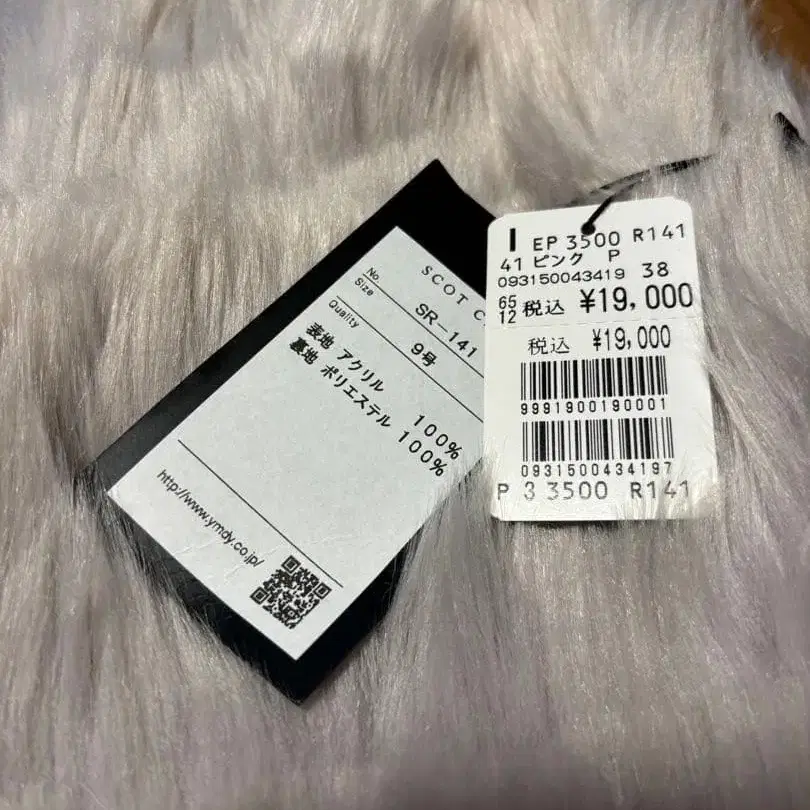 SCOT C
No. SR-141
Size 9号
Quality
表地 アクリル 100%
裏地 ポリエステル 100%
http://www.ymdy.co.jp/
I EP 3500 R141
41 ピンク P
093150043419 38
65
12 税込 ¥19,000
税込 ¥19,000
9991900190001
0931500434197
P 3 3500 R141